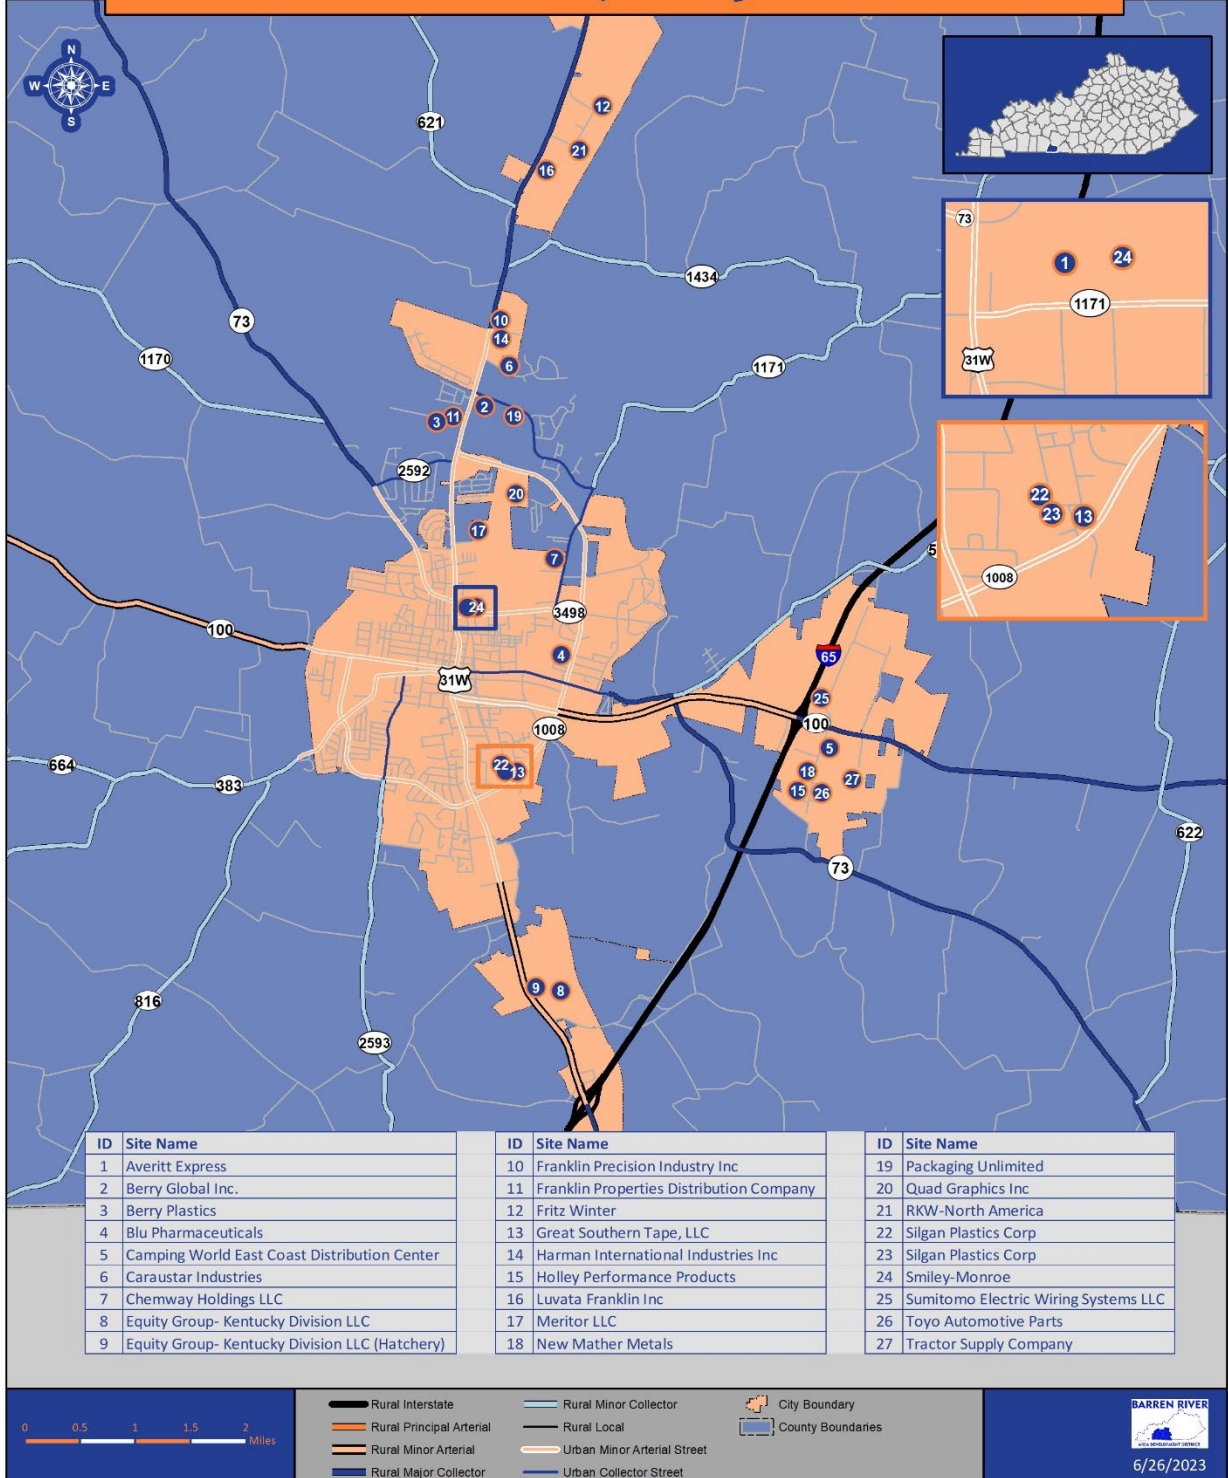 N
W E
S
621
12
21
16
73
1434
1170
10
14
6
1171
2
3 11 19
2592
20
17
7
24
3498
100
4
31W
65
25
100
1008
5
22
13
18
27
15 26
664
383
73
622
9 8
816
2593
73
1
24
1171
31W
22
23 13
1008
ID Site Name
1 Averitt Express
2 Berry Global Inc.
3 Berry Plastics
4 Blu Pharmaceuticals
5 Camping World East Coast Distribution Center
6 Caraustar Industries
7 Chemway Holdings LLC
8 Equity Group- Kentucky Division LLC
9 Equity Group- Kentucky Division LLC (Hatchery)
ID Site Name
10 Franklin Precision Industry Inc
11 Franklin Properties Distribution Company
12 Fritz Winter
13 Great Southern Tape, LLC
14 Harman International Industries Inc
15 Holley Performance Products
16 Luvata Franklin Inc
17 Meritor LLC
18 New Mather Metals
ID Site Name
19 Packaging Unlimited
20 Quad Graphics Inc
21 RKW-North America
22 Silgan Plastics Corp
23 Silgan Plastics Corp
24 Smiley-Monroe
25 Sumitomo Electric Wiring Systems LLC
26 Toyo Automotive Parts
27 Tractor Supply Company
0 0.5 1 1.5 2
Miles
Rural Interstate
Rural Principal Arterial
Rural Minor Arterial
Rural Major Collector
Rural Minor Collector
Rural Local
Urban Minor Arterial Street
Urban Collector Street
City Boundary
County Boundaries
BARREN RIVER
AREA DEVELOPMENT DISTRICT
6/26/2023